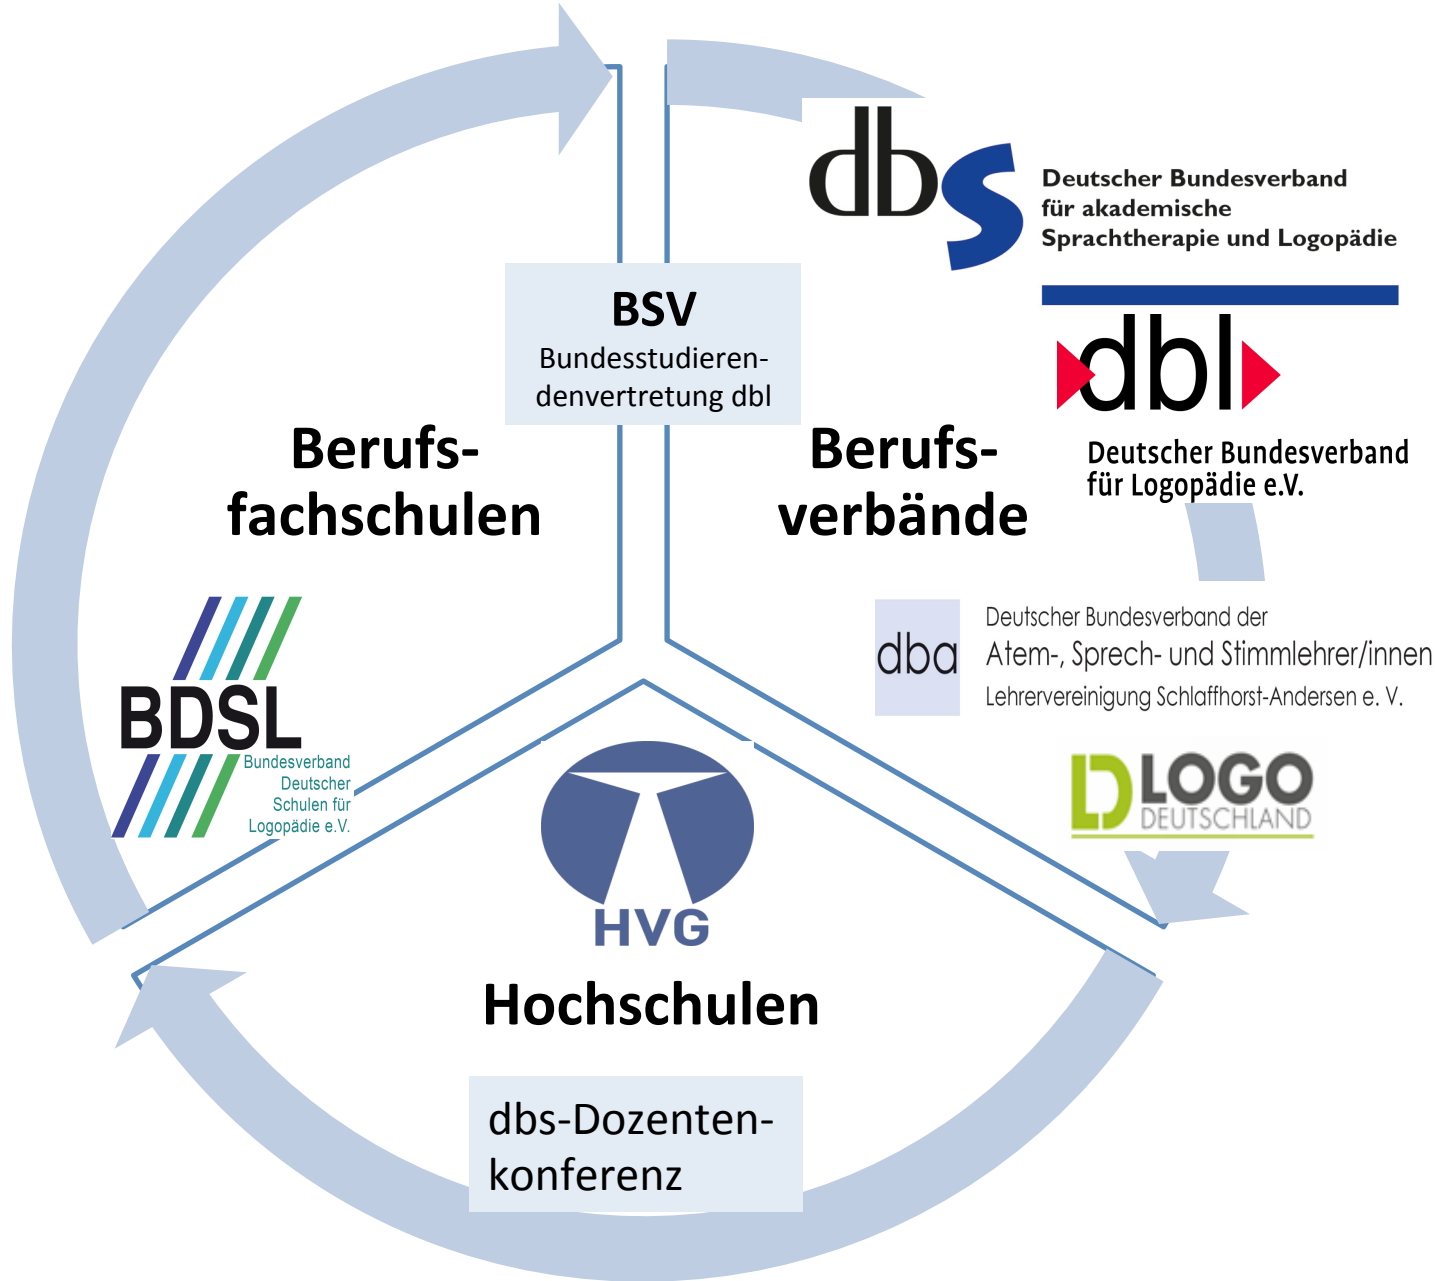 dbs
Deutscher Bundesverband
für akademische
Sprachtherapie und Logopädie
BSV
Bundesstudieren-
denvertretung dbl
dbl
Deutscher Bundesverband
für Logopädie e.V.
Berufs-
fachschulen
Berufs-
verbände
dba
Deutscher Bundesverband der
Atem-, Sprech- und Stimmlehrer/innen
Lehrervereinigung Schlaffhorst-Andersen e. V.
BDSL
Bundesverband
Deutscher
Schulen für
Logopädie e.V.
LOGO
DEUTSCHLAND
HVG
Hochschulen
dbs-Dozenten-
konferenz